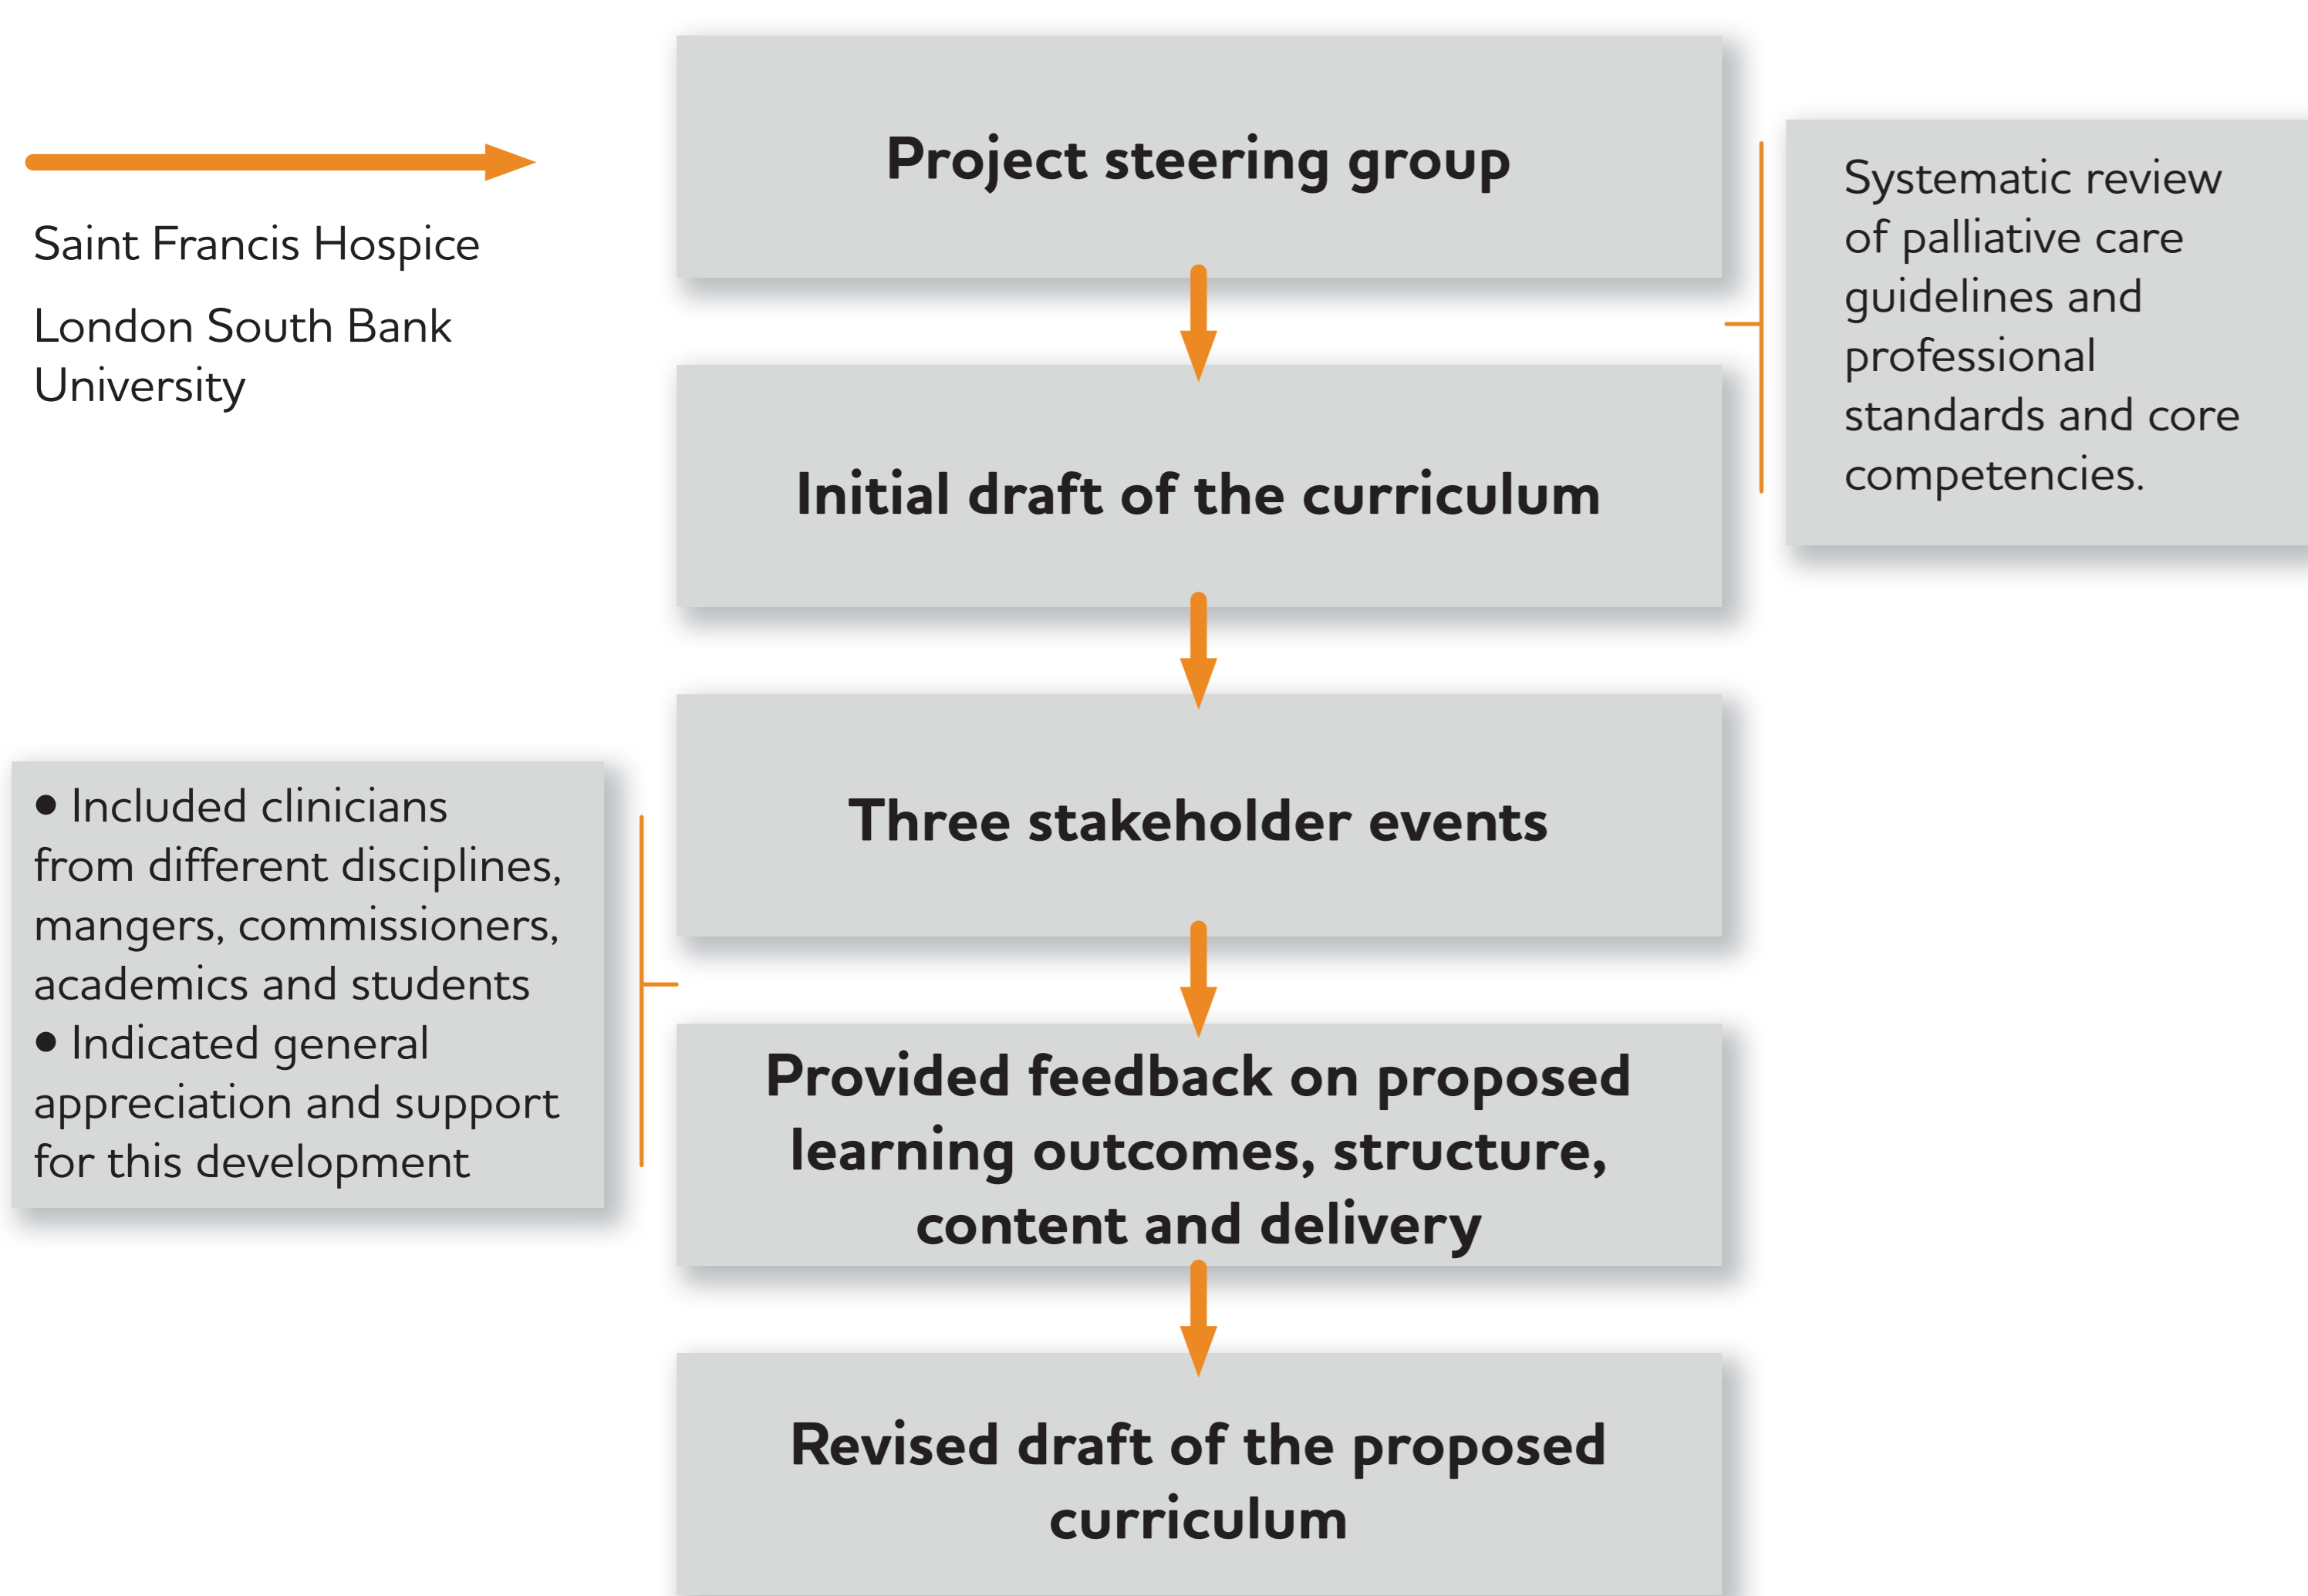 Project steering group
Saint Francis Hospice
London South Bank
University
Systematic review
of palliative care
guidelines and
professional
standards and core
competencies.
Initial draft of the curriculum
Three stakeholder events
• Included clinicians
from different disciplines,
mangers, commissioners,
academics and students
• Indicated general
appreciation and support
for this development
Provided feedback on proposed
learning outcomes, structure,
content and delivery
Revised draft of the proposed
curriculum